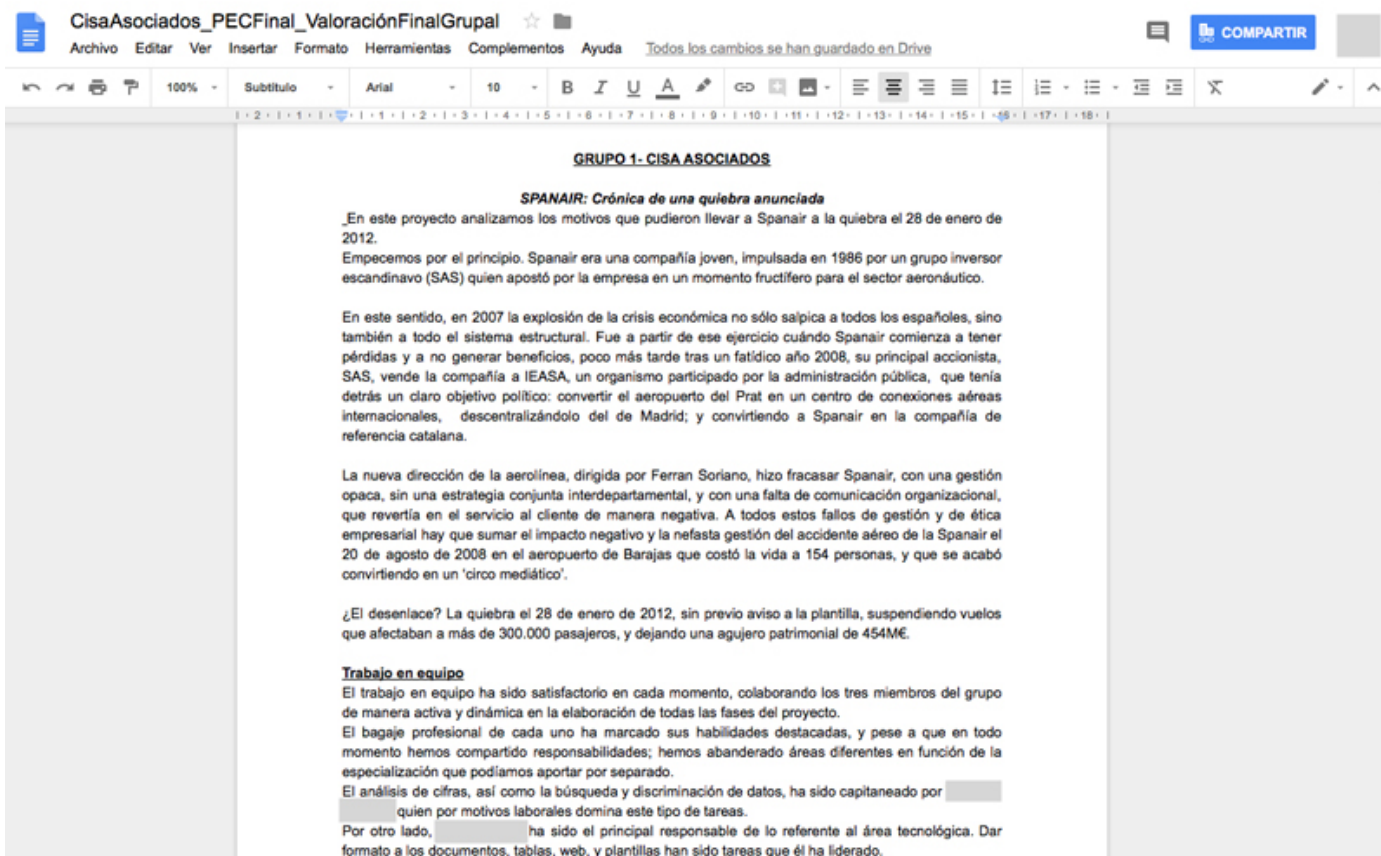 CisaAsociados_PECFinal_ValoraciónFinalGrupal
Archivo Editar Ver Insertar Formato Herramientas Complementos Ayuda Todos los cambios se han guardado en Drive
COMPARTIR
100% Subtítulo Arial 10 B I U A
2 1 1 2 3 4 5 6 7 8 9 10 11 12 13 14 15 16 17 18
GRUPO 1- CISA ASOCIADOS
SPANAIR: Crónica de una quiebra anunciada
En este proyecto analizamos los motivos que pudieron llevar a Spanair a la quiebra el 28 de enero de
2012.
Empecemos por el principio. Spanair era una compañía joven, impulsada en 1986 por un grupo inversor
escandinavo (SAS) quien apostó por la empresa en un momento fructífero para el sector aeronáutico.
En este sentido, en 2007 la explosión de la crisis económica no sólo salpica a todos los españoles, sino
también a todo el sistema estructural. Fue a partir de ese ejercicio cuándo Spanair comienza a tener
pérdidas y a no generar beneficios, poco más tarde tras un fatídico año 2008, su principal accionista,
SAS, vende la compañía a IEASA, un organismo participado por la administración pública, que tenía
detrás un claro objetivo político: convertir el aeropuerto del Prat en un centro de conexiones aéreas
internacionales, descentralizándolo del de Madrid; y convirtiendo a Spanair en la compañía de
referencia catalana.
La nueva dirección de la aerolínea, dirigida por Ferran Soriano, hizo fracasar Spanair, con una gestión
opaca, sin una estrategia conjunta interdepartamental, y con una falta de comunicación organizacional,
que revertía en el servicio al cliente de manera negativa. A todos estos fallos de gestión y de ética
empresarial hay que sumar el impacto negativo y la nefasta gestión del accidente aéreo de la Spanair el
20 de agosto de 2008 en el aeropuerto de Barajas que costó la vida a 154 personas, y que se acabó
convirtiendo en un 'circo mediático'.
¿El desenlace? La quiebra el 28 de enero de 2012, sin previo aviso a la plantilla, suspendiendo vuelos
que afectaban a más de 300.000 pasajeros, y dejando una agujero patrimonial de 454M€.
Trabajo en equipo
El trabajo en equipo ha sido satisfactorio en cada momento, colaborando los tres miembros del grupo
de manera activa y dinámica en la elaboración de todas las fases del proyecto.
El bagaje profesional de cada uno ha marcado sus habilidades destacadas, y pese a que en todo
momento hemos compartido responsabilidades; hemos abanderado áreas diferentes en función de la
especialización que podíamos aportar por separado.
El análisis de cifras, así como la búsqueda y discriminación de datos, ha sido capitaneado por
quien por motivos laborales domina este tipo de tareas.
Por otro lado, ha sido el principal responsable de lo referente al área tecnológica. Dar
formato a los documentos, tablas, web, y plantillas han sido tareas que él ha liderado.